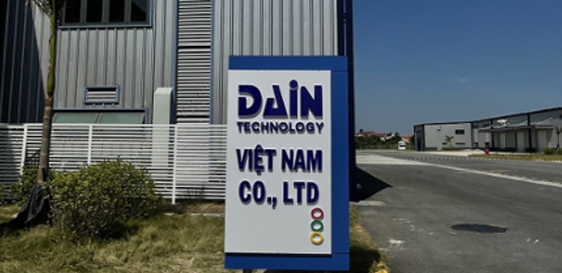 DAiN
TECHNOLOGY
VIỆT NAM
CO., LTD